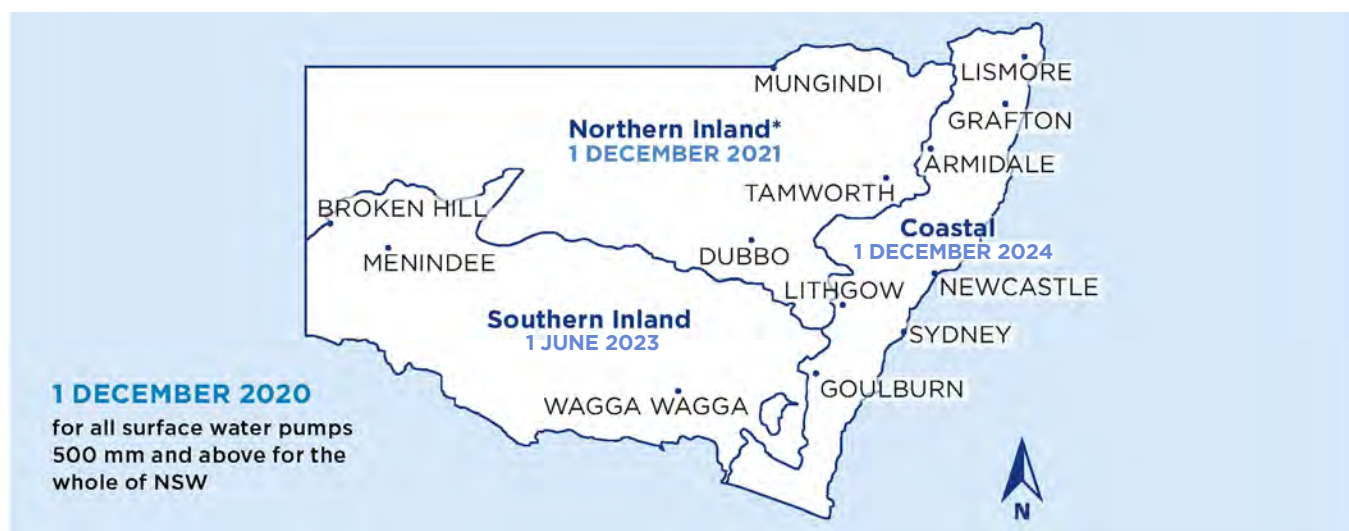 MUNGINDI
LISMORE
GRAFTON
Northern Inland*
1 DECEMBER 2021
ARMIDALE
TAMWORTH
BROKEN HILL
Coastal
1 DECEMBER 2024
DUBBO
MENINDEE
LITHGOW
NEWCASTLE
Southern Inland
1 JUNE 2023
SYDNEY
GOULBURN
WAGGA WAGGA
1 DECEMBER 2020
for all surface water pumps
500 mm and above for the
whole of NSW
N